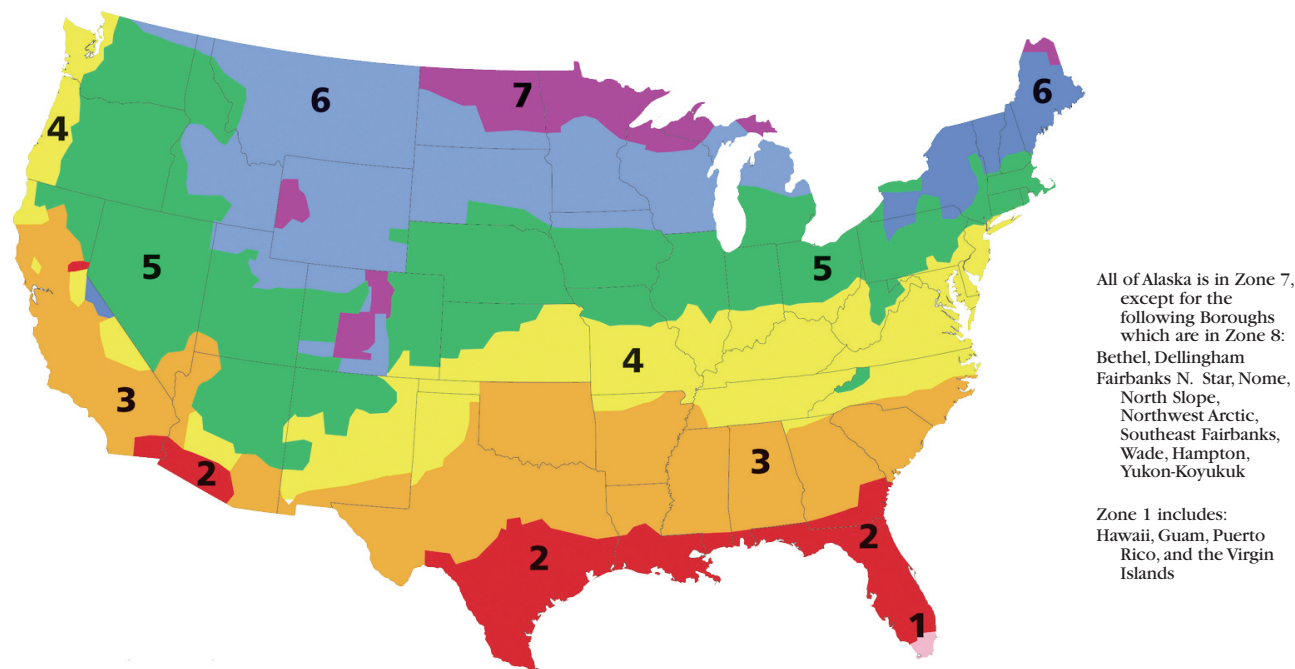 6
7
6
4
5
5
4
3
3
2
2
2
1
All of Alaska is in Zone 7,
except for the
following Boroughs
which are in Zone 8:
Bethel, Dellingham
Fairbanks N. Star, Nome,
North Slope,
Northwest Arctic,
Southeast Fairbanks,
Wade, Hampton,
Yukon-Koyukuk
Zone 1 includes:
Hawaii, Guam, Puerto
Rico, and the Virgin
Islands